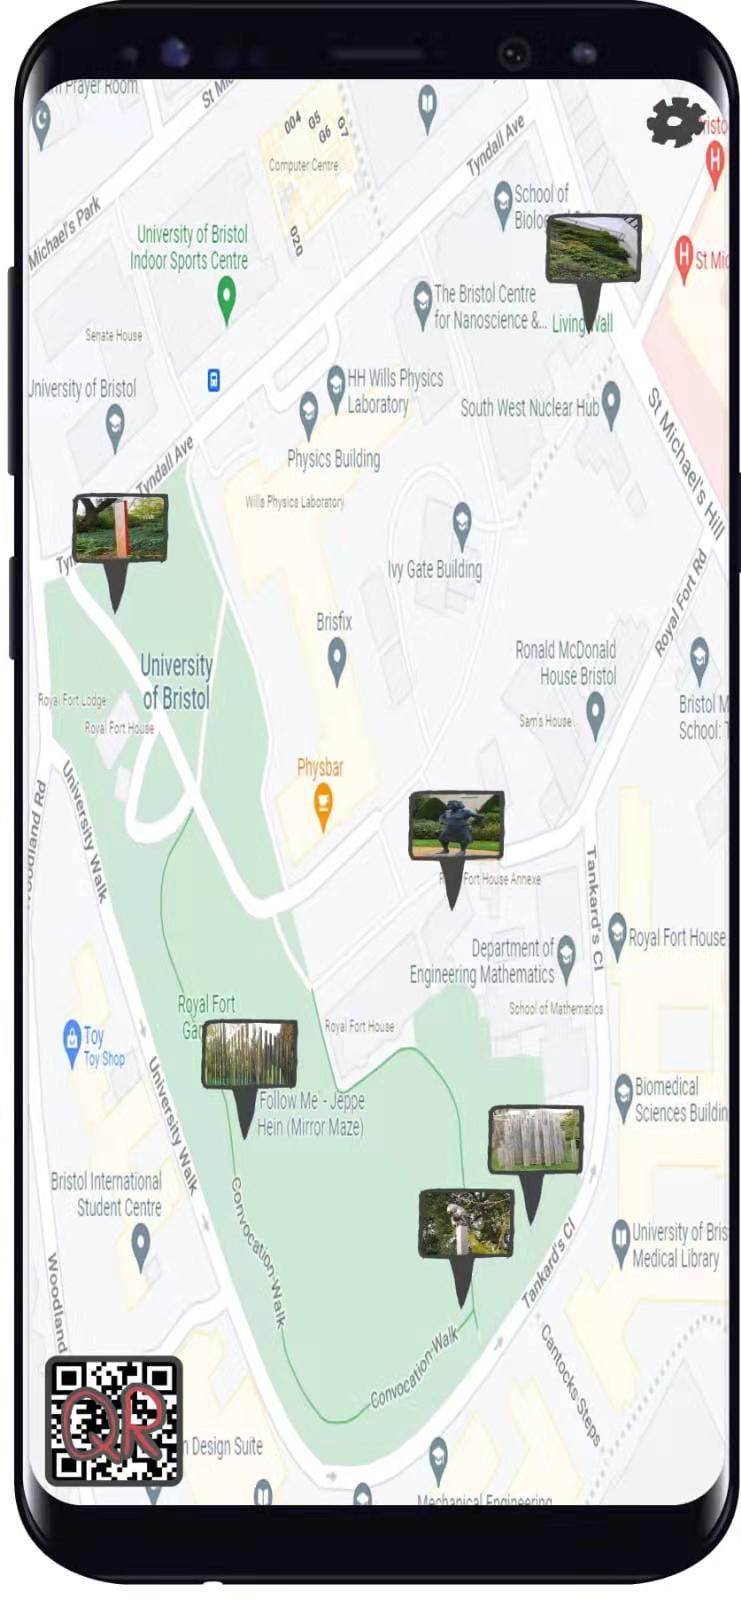 Prayer Room
St Mic
004
G5
G6
G7
Computer Centre
020
Tyndall Ave
risto
School of
Biolog
Michael's Park
University of Bristol
Indoor Sports Centre
St Mic
The Bristol Centre
for Nanoscience &...
Living Wall
Senate House
University of Bristol
HH Wills Physics
Laboratory
South West Nuclear Hub
St Michael's Hill
Physics Building
Tyndall Ave
Wills Physics Laboratory
Ivy Gate Building
Tyn
Royal Fort Rd
Brisfix
University
of Bristol
Ronald McDonald
House Bristol
Sam's House
Bristol M
School: T
Royal Fort Lodge
Royal Fort House
Physbar
University Walk
oodland Rd
Fort House Annexe
Tankard's Cl
Royal Fort House
Department of
Engineering Mathematics
School of Mathematics
Royal Fort
Gar
Royal Fort House
Toy
Toy Shop
University Walk
'Follow Me' - Jeppe
Hein (Mirror Maze)
Biomedical
Sciences Buildin
Bristol International
Student Centre
Convocation Walk
University of Bris
Medical Library
Tankard's Cl
Woodland
Convocation Walk
Cantocks Steps
QR
n Design Suite
Mechanical Engineering